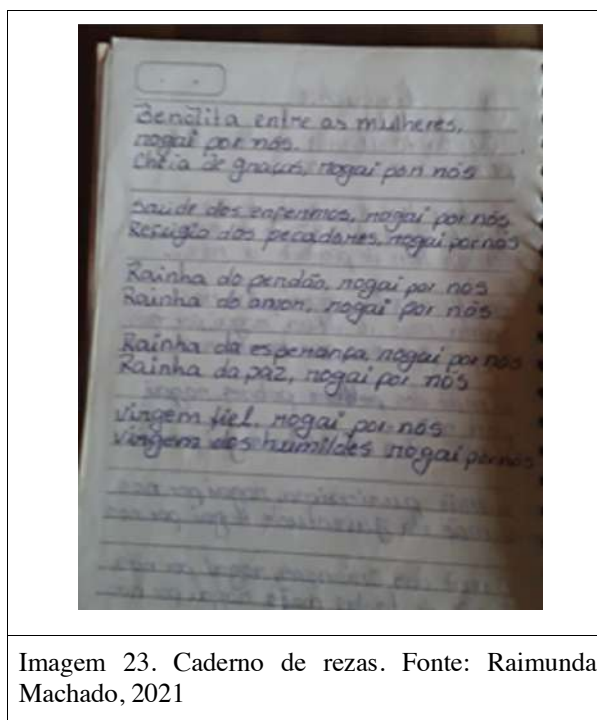 Bendita entre as mulheres,
rogai por nós.
Cheia de graças, rogai por nós
Saude dos enfermos, rogai por nós
Refúgio dos pecadores, rogai por nós
Rainha do perdão, rogai por nós
Rainha do amor, rogai por nós
Rainha da esperança, rogai por nós
Rainha da paz, rogai por nós
Virgem fiel, rogai por nós
Virgem dos humildes rogai por nós
Imagem 23. Caderno de rezas. Fonte: Raimunda
Machado, 2021